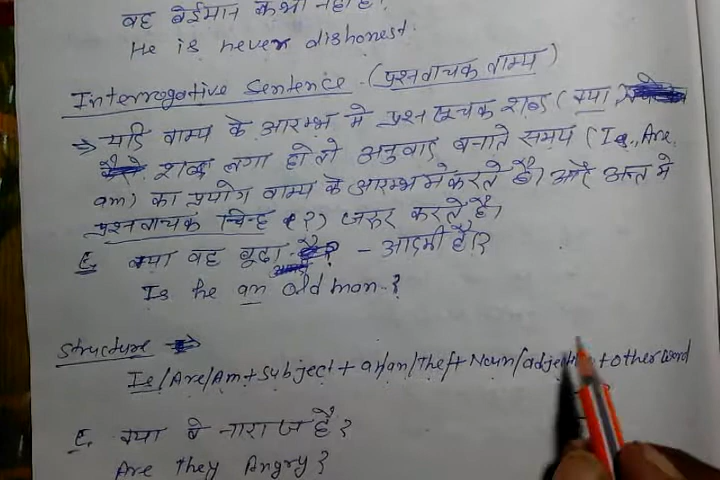 वह बेईमान कभी नहीं है।
He is never dishonest.
Interrogative Sentence. (प्रश्नवाचक वाक्य)
→ यदि वाक्य के आरम्भ मे प्रश्न सूचक शब्द (क्या
शब्द लगा हो तो अनुवाद बनाते समय (Is, Are,
am) का प्रयोग वाक्य के आरम्भ में करते है। और अन्त मे
प्रश्नवाचक चिन्ह (?) जरूर करते है।
E. क्या वह बूढ़ा - आदमी है?
Is he an old man.?
Structure →
Is/Are/Am+Subject+a/an/The+Noun/adjective+other word
E. क्या वे नाराज है?
Are they Angry?